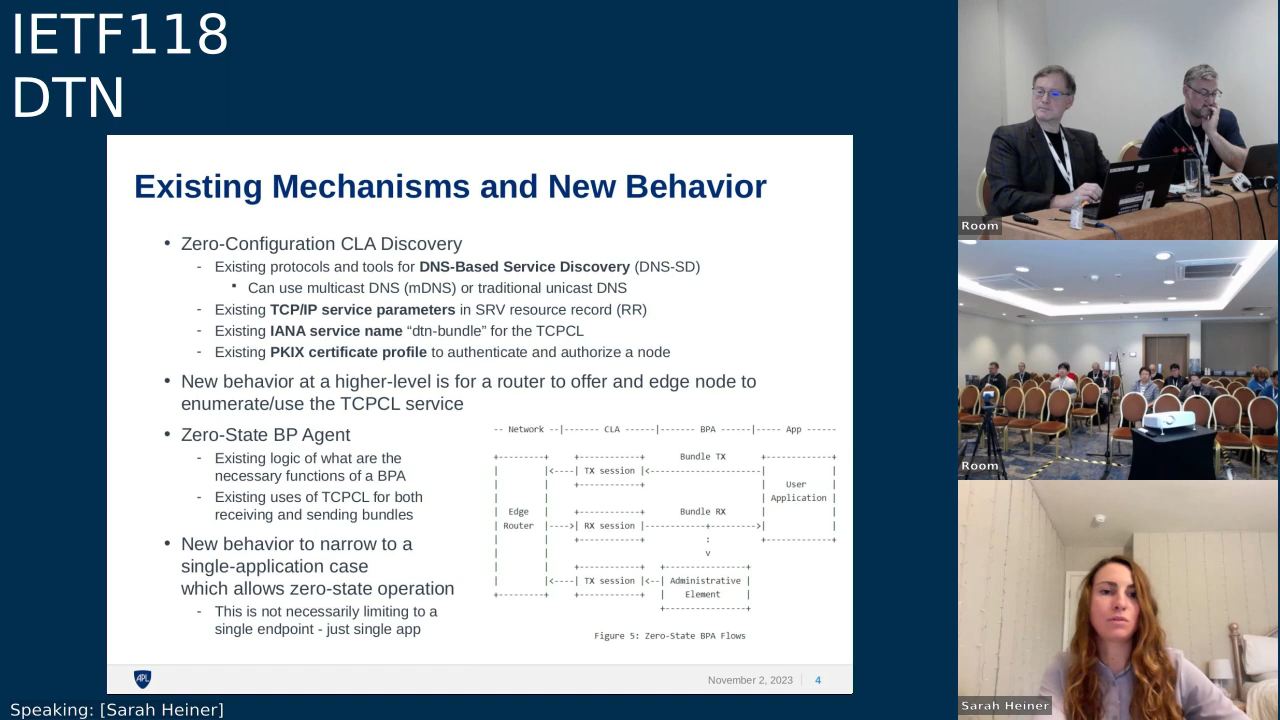 IETF118
DTN
Existing Mechanisms and New Behavior
• Zero-Configuration CLA Discovery
- Existing protocols and tools for DNS-Based Service Discovery (DNS-SD)
▪ Can use multicast DNS (mDNS) or traditional unicast DNS
- Existing TCP/IP service parameters in SRV resource record (RR)
- Existing IANA service name “dtn-bundle” for the TCPCL
- Existing PKIX certificate profile to authenticate and authorize a node
• New behavior at a higher-level is for a router to offer and edge node to
enumerate/use the TCPCL service
• Zero-State BP Agent
- Existing logic of what are the
necessary functions of a BPA
- Existing uses of TCPCL for both
receiving and sending bundles
• New behavior to narrow to a
single-application case
which allows zero-state operation
- This is not necessarily limiting to a
single endpoint - just single app
-- Network --|------- CLA ------|------- BPA ------|----- App ------
+--------+ +------------+ Bundle TX +------------+
| |<----| TX session |<---------------------| |
| | +------------+ | User |
| | | Application |
| Edge | +------------+ Bundle RX | |
| Router |---->| RX session |-----------+--------->| |
| | +------------+ : +------------+
| | v
| | +------------+ +----------------+
| |<----| TX session |<--| Administrative |
+--------+ +------------+ | Element |
+----------------+
Figure 5: Zero-State BPA Flows
APL
November 2, 2023 | 4
Speaking: [Sarah Heiner]
Room
Room
Sarah Heiner